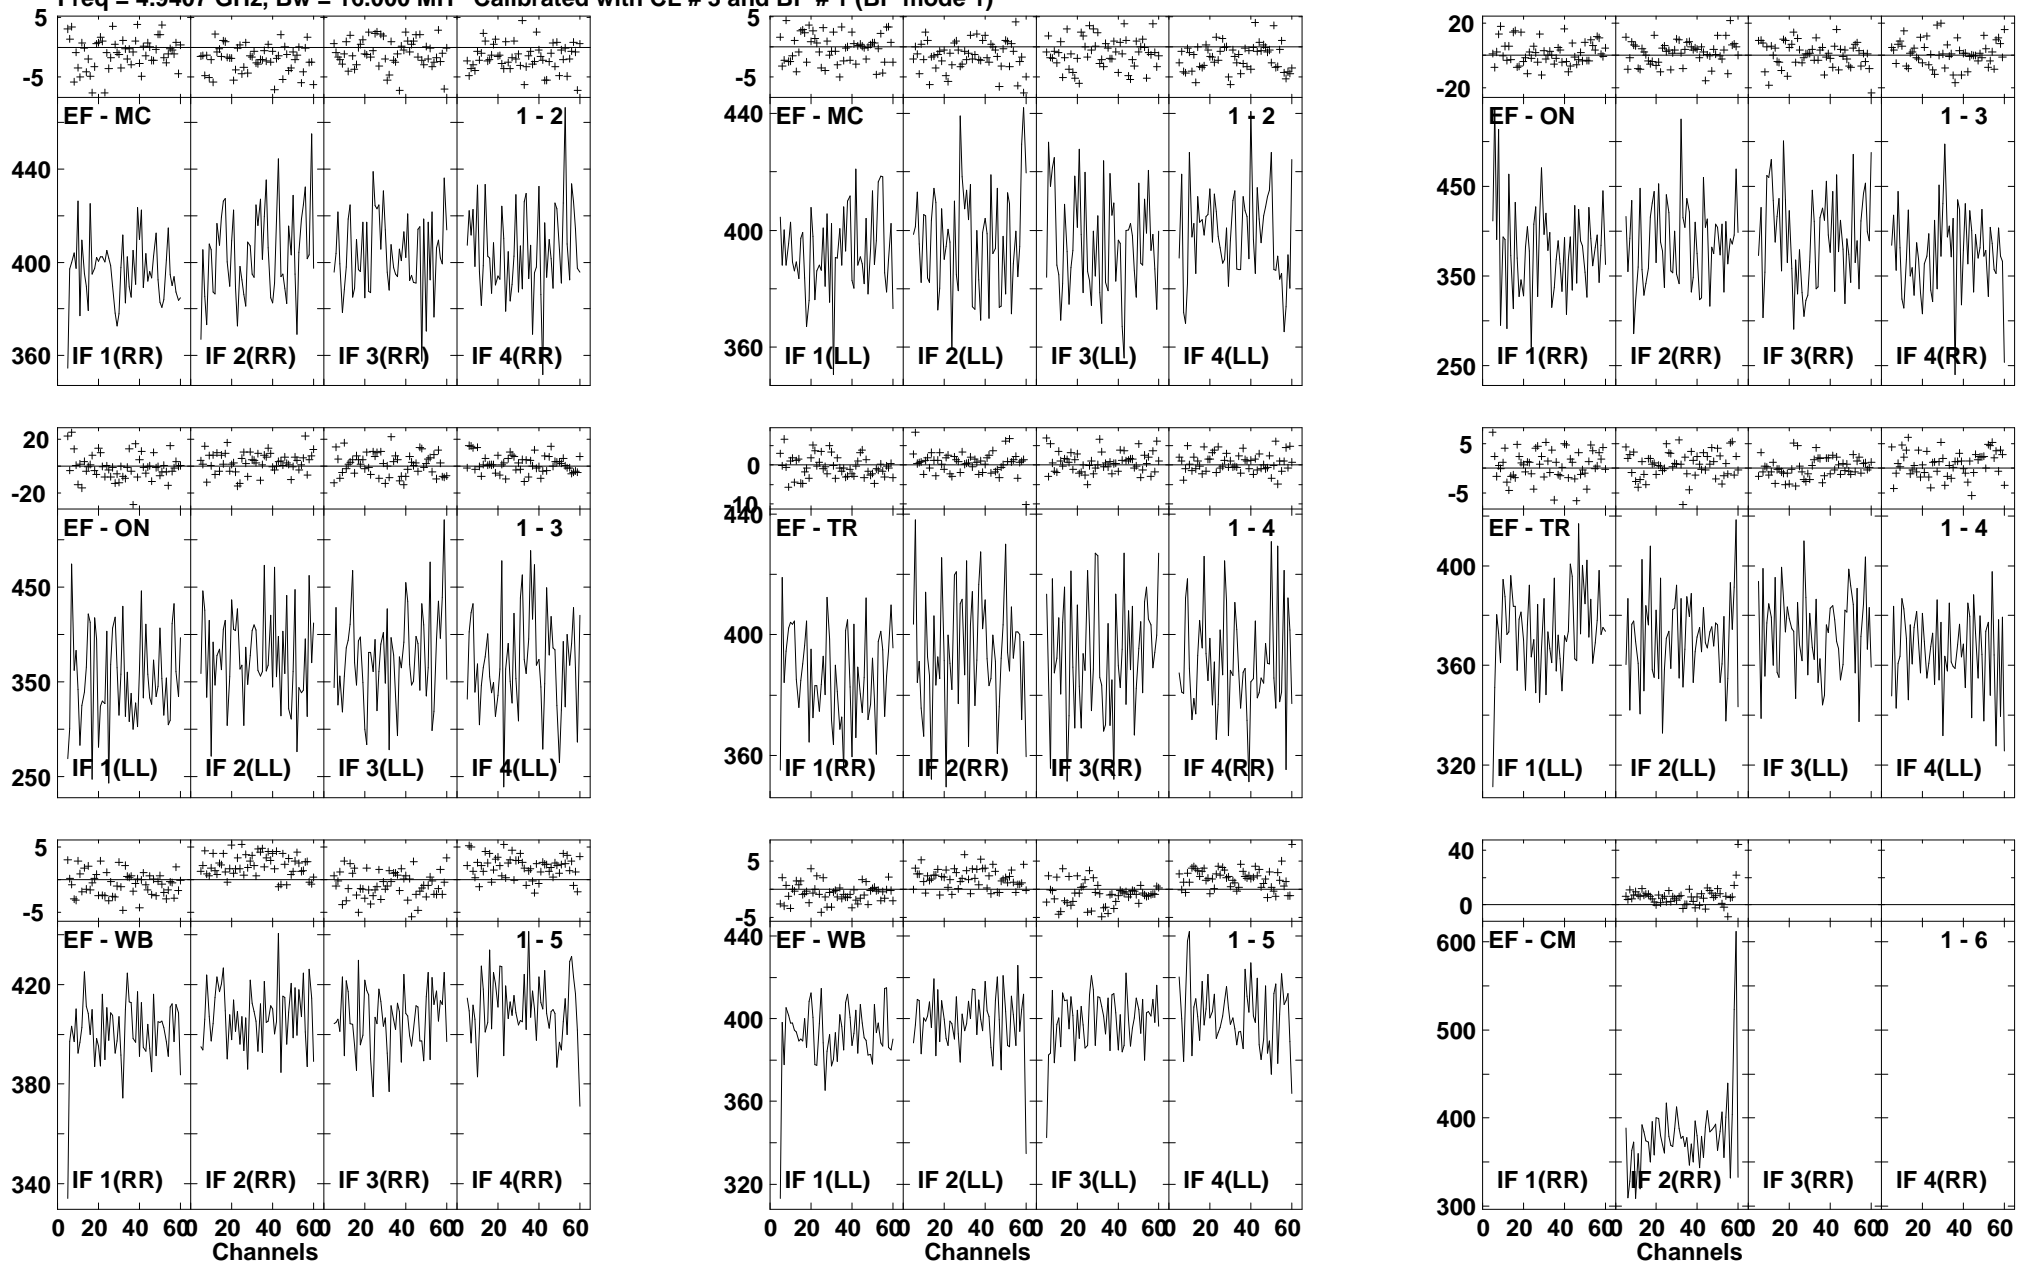 Freq = 4.9407 GHz, Bw = 16.000 MH Calibrated with CL # 3 and BP # 1 (BP mode 1)
5 5 20
-5 -5 -20
EF - MC 1 - 2 EF - MC 1 - 2 EF - ON 1 - 3
440 440 450
400 400 350
360 360 250
IF 1(RR) IF 2(RR) IF 3(RR) IF 4(RR) IF 1(LL) IF 2(LL) IF 3(LL) IF 4(LL) IF 1(RR) IF 2(RR) IF 3(RR) IF 4(RR)
20 0 5
-20 -10 -5
EF - ON 1 - 3 EF - TR 1 - 4 EF - TR 1 - 4
450 440 400
350 400 360
250 360 320
IF 1(LL) IF 2(LL) IF 3(LL) IF 4(LL) IF 1(RR) IF 2(RR) IF 3(RR) IF 4(RR) IF 1(LL) IF 2(LL) IF 3(LL) IF 4(LL)
5 5 40
-5 -5 0
EF - WB 1 - 5 EF - WB 1 - 5 EF - CM 1 - 6
420 440 600
380 400 500
340 360 400
320 300
IF 1(RR) IF 2(RR) IF 3(RR) IF 4(RR) IF 1(LL) IF 2(LL) IF 3(LL) IF 4(LL) IF 1(RR) IF 2(RR) IF 3(RR) IF 4(RR)
0 20 40 60 0 20 40 60 0 20 40 60 0 20 40 60 0 20 40 60 0 20 40 60 0 20 40 60 0 20 40 60 0 20 40 60 0 20 40 60 0 20 40 60 0 20 40 60
Channels Channels Channels